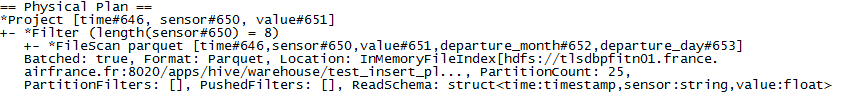 == Physical Plan ==
*Project [time#646, sensor#650, value#651]
+- *Filter (length(sensor#650) = 8)
   +- *FileScan parquet [time#646,sensor#650,value#651,departure_month#652,departure_day#653]
   Batched: true, Format: Parquet, Location: InMemoryFileIndex[hdfs://tlsdbpfitn01.france.
   airfrance.fr:8020/apps/hive/warehouse/test_insert_pl..., PartitionCount: 25,
   PartitionFilters: [], PushedFilters: [], ReadSchema: struct<time:timestamp,sensor:string,value:float>